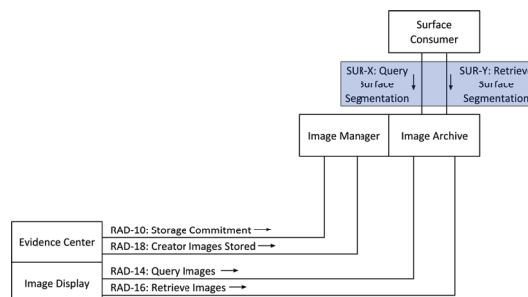 Surface
Consumer
SUR-X: Query
Surface
Segmentation
SUR-Y: Retrieve
Surface
Segmentation
Image Manager
Image Archive
Evidence Center
RAD-10: Storage Commitment
RAD-18: Creator Images Stored
Image Display
RAD-14: Query Images
RAD-16: Retrieve Images